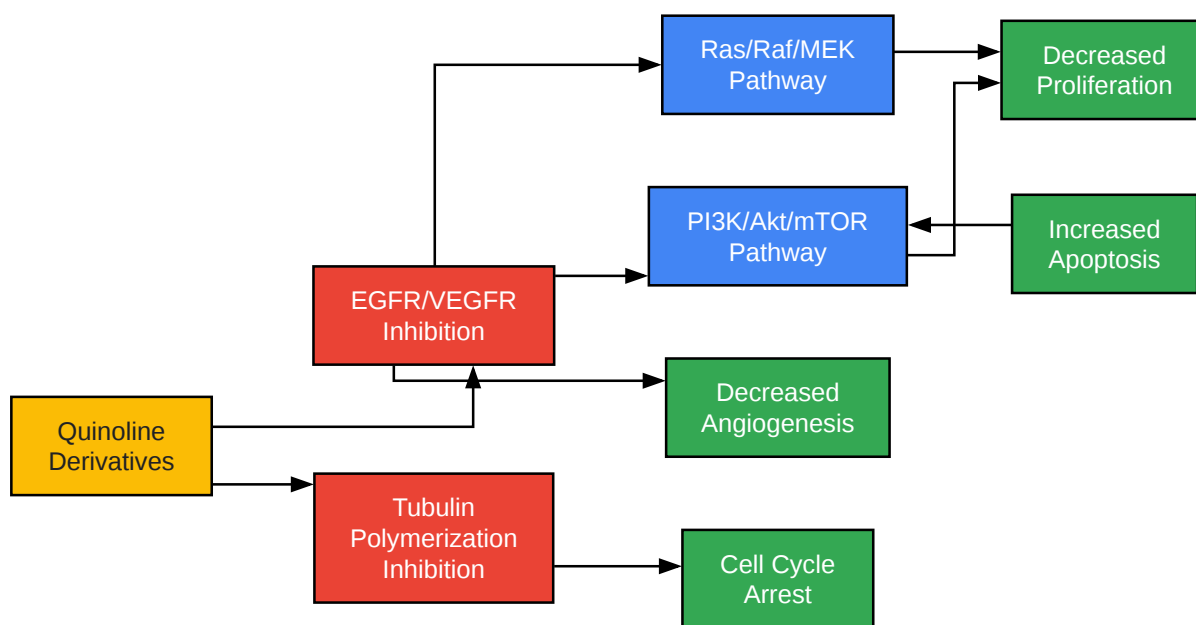 Ras/Raf/MEK
Pathway
Decreased
Proliferation
PI3K/Akt/mTOR
Pathway
Increased
Apoptosis
EGFR/VEGFR
Inhibition
Decreased
Angiogenesis
Quinoline
Derivatives
Tubulin
Polymerization
Inhibition
Cell Cycle
Arrest